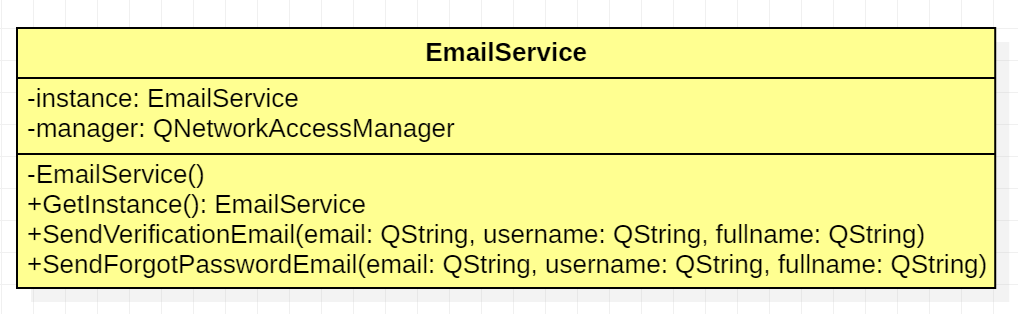 EmailService
-instance: EmailService
-manager: QNetworkAccessManager
-EmailService()
+GetInstance(): EmailService
+SendVerificationEmail(email: QString, username: QString, fullname: QString)
+SendForgotPasswordEmail(email: QString, username: QString, fullname: QString)